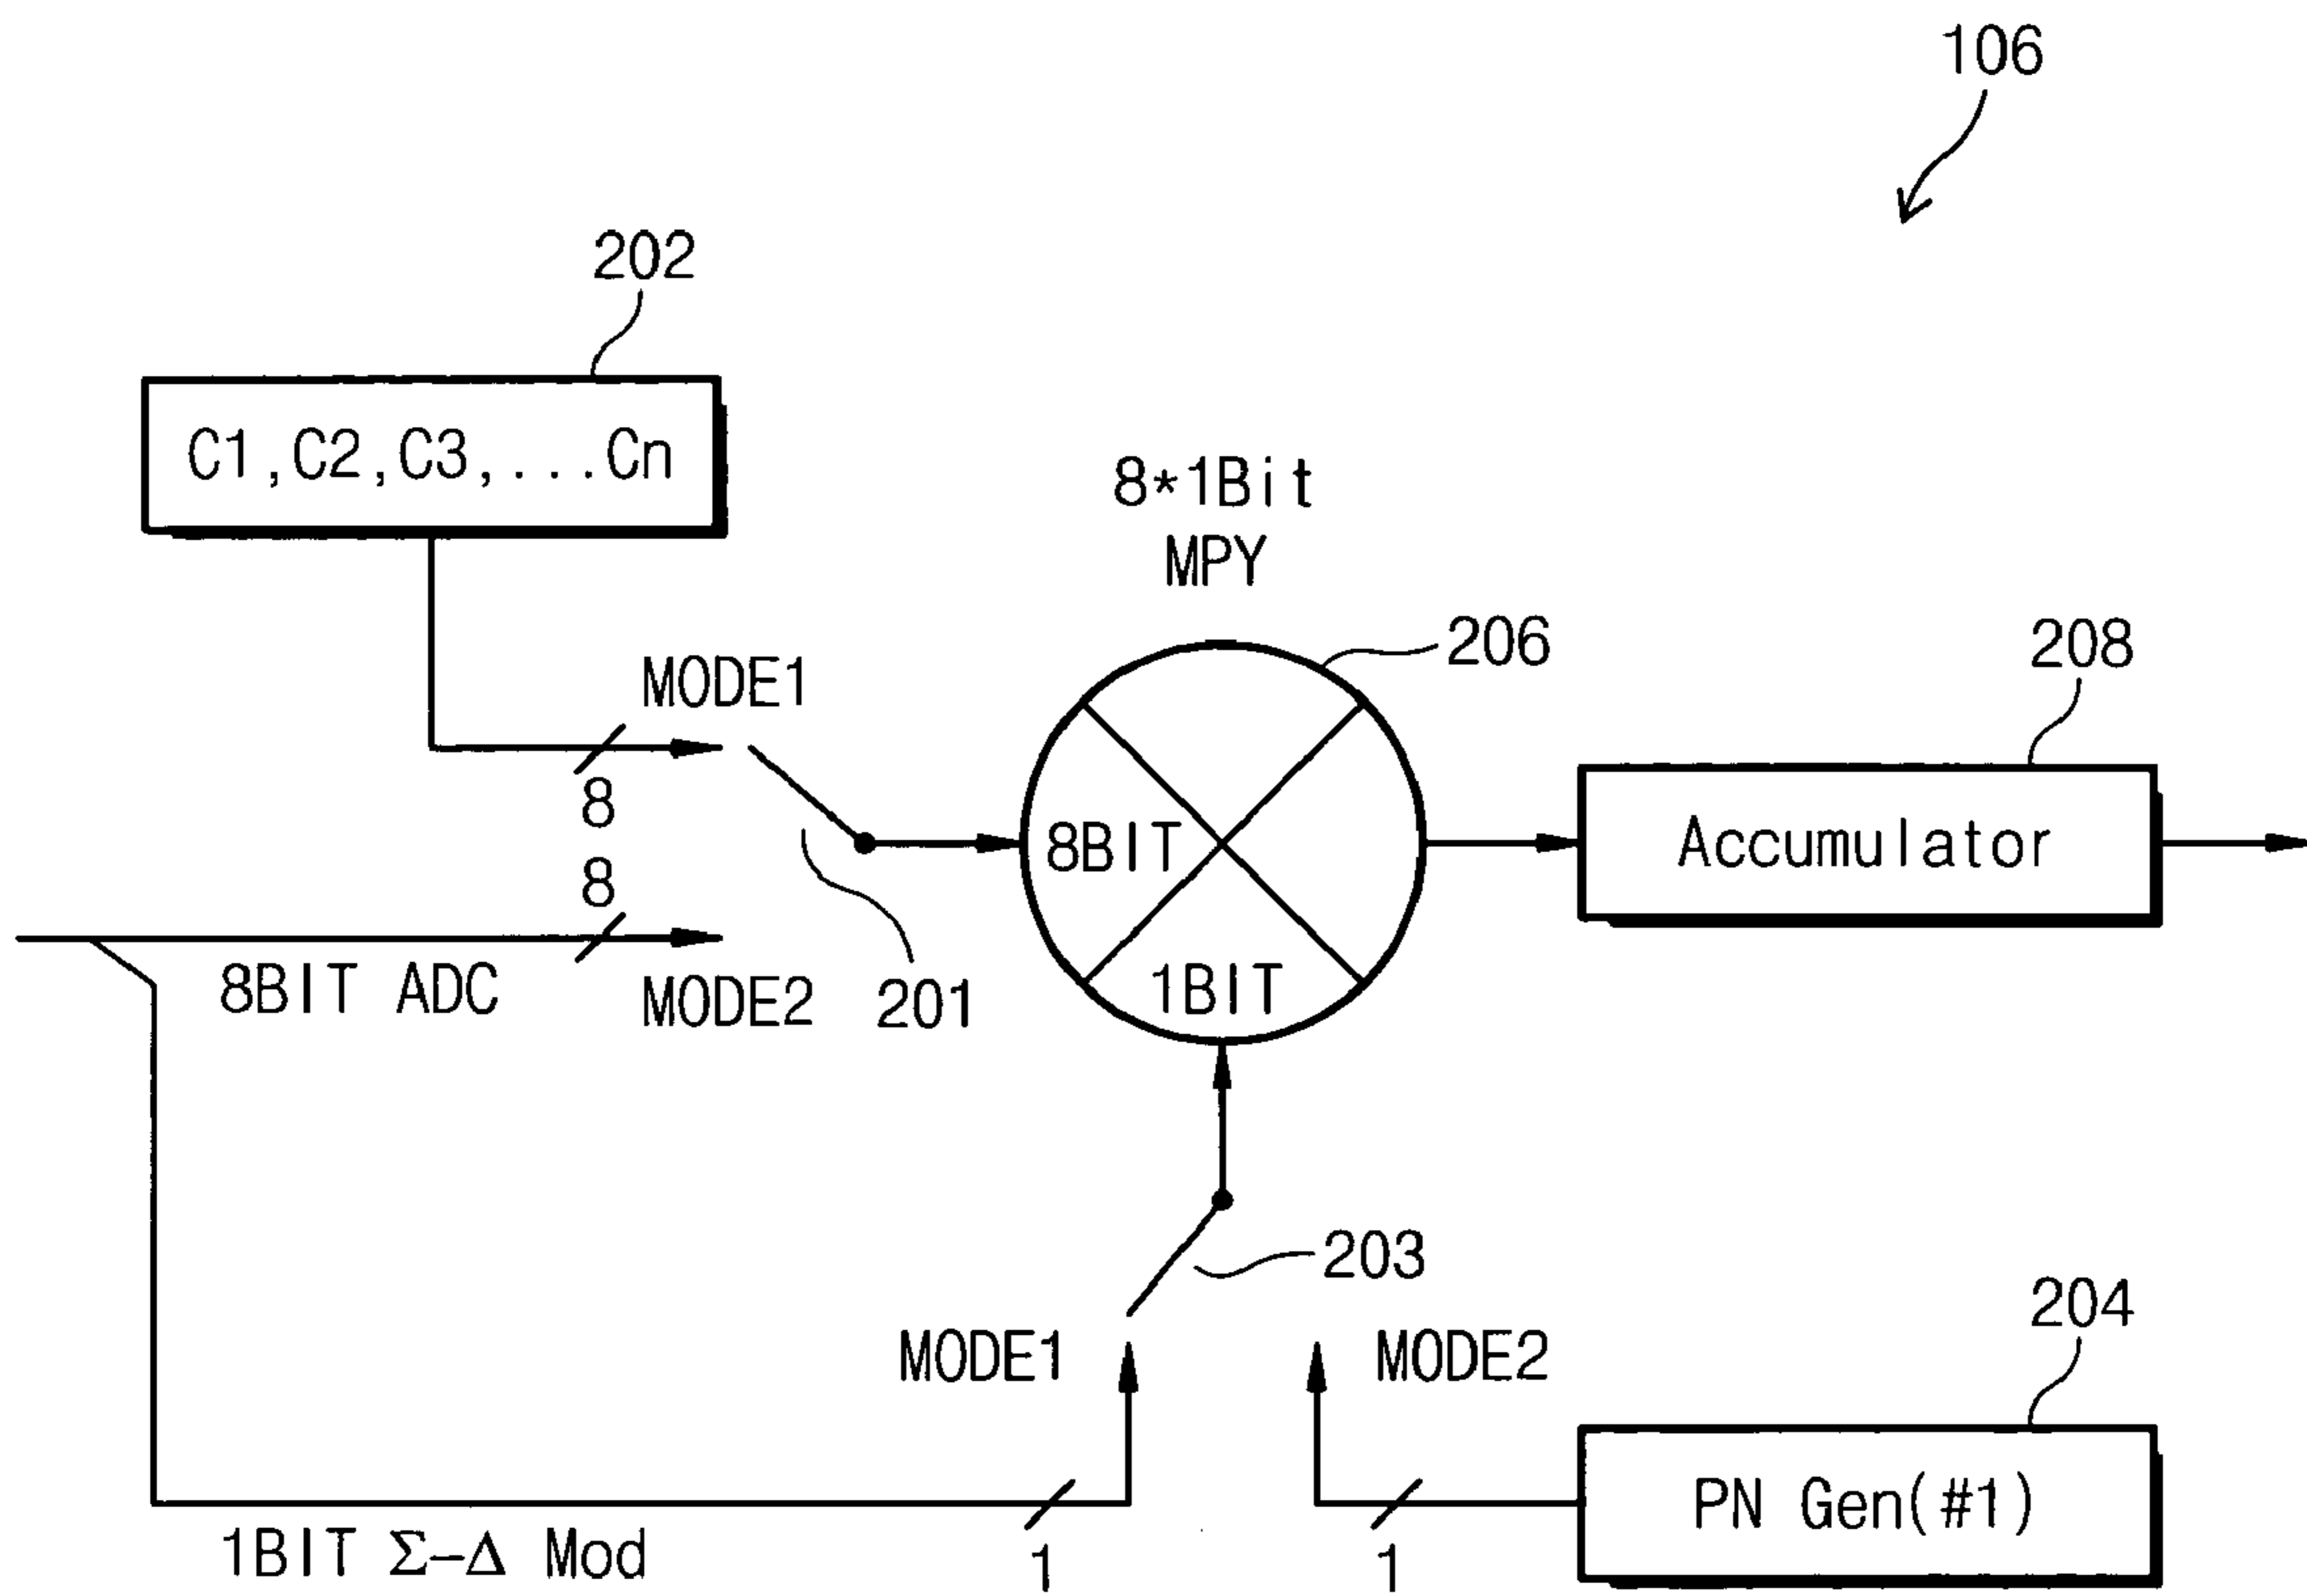 106
202
C1,C2,C3,...Cn
8*1Bit
MPY
206
208
MODE1
8
8BIT
Accumulator
8
8BIT ADC
MODE2
201
1BIT
203
204
MODE1
MODE2
PN Gen(#1)
1BIT Σ-Δ Mod
1
1